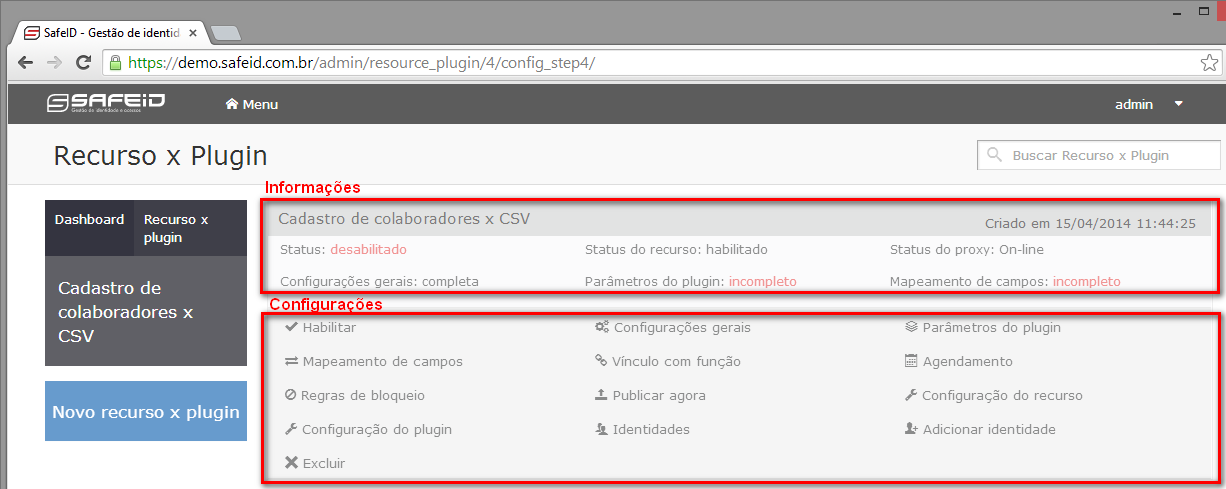 SafeID - Gestão de identid
https://demo.safeid.com.br/admin/resource_plugin/4/config_step4/
SAFEiD
Gestão de identidade e acessos
Menu
admin
Recurso x Plugin
Buscar Recurso x Plugin
Informações
Dashboard
Recurso x
plugin
Cadastro de
colaboradores x
CSV
Novo recurso x plugin
Cadastro de colaboradores x CSV
Criado em 15/04/2014 11:44:25
Status: desabilitado
Status do recurso: habilitado
Status do proxy: On-line
Configurações gerais: completa
Parâmetros do plugin: incompleto
Mapeamento de campos: incompleto
Configurações
Habilitar
Configurações gerais
Parâmetros do plugin
Mapeamento de campos
Vínculo com função
Agendamento
Regras de bloqueio
Publicar agora
Configuração do recurso
Configuração do plugin
Identidades
Adicionar identidade
Excluir